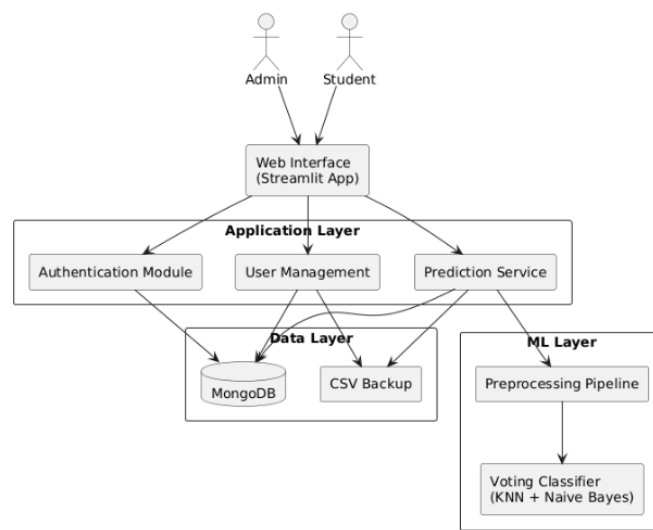 Admin
Student
Web Interface
(Streamlit App)
Application Layer
Authentication Module
User Management
Prediction Service
Data Layer
MongoDB
CSV Backup
ML Layer
Preprocessing Pipeline
Voting Classifier
(KNN + Naive Bayes)